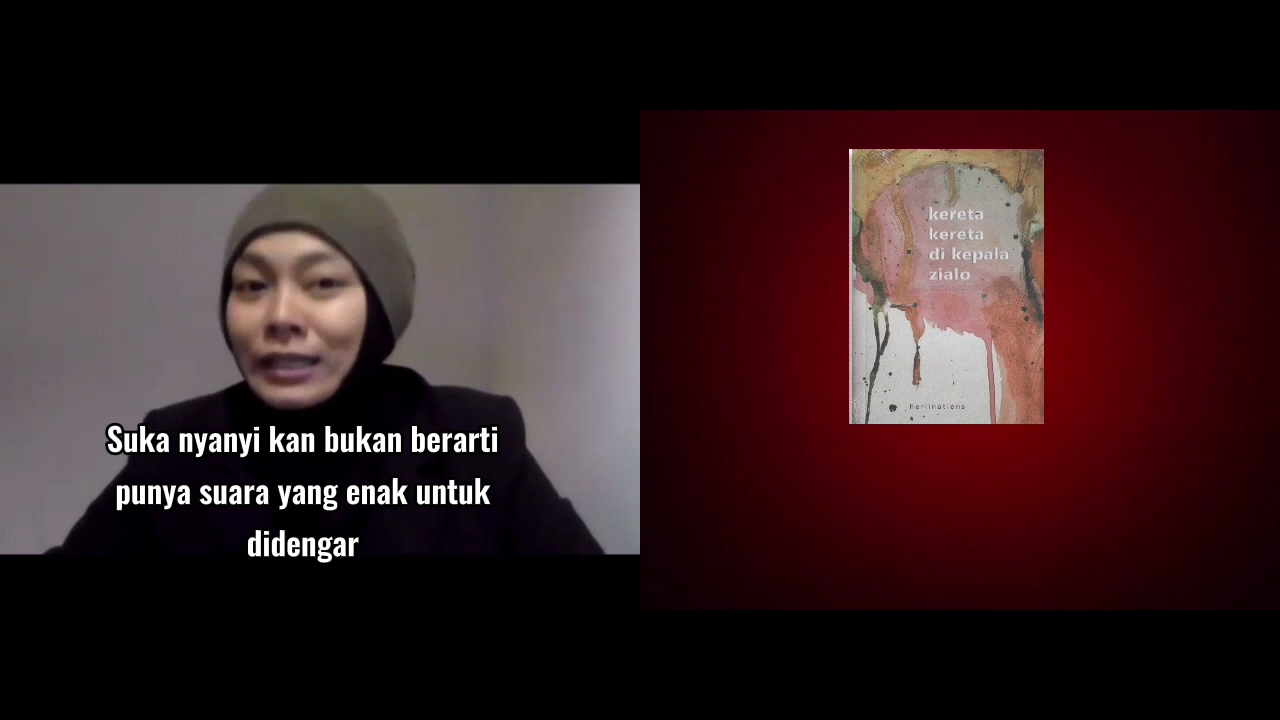 Suka nyanyi kan bukan berarti
punya suara yang enak untuk
didengar
kereta
kereta
di kepala
zialo
herlinatiens